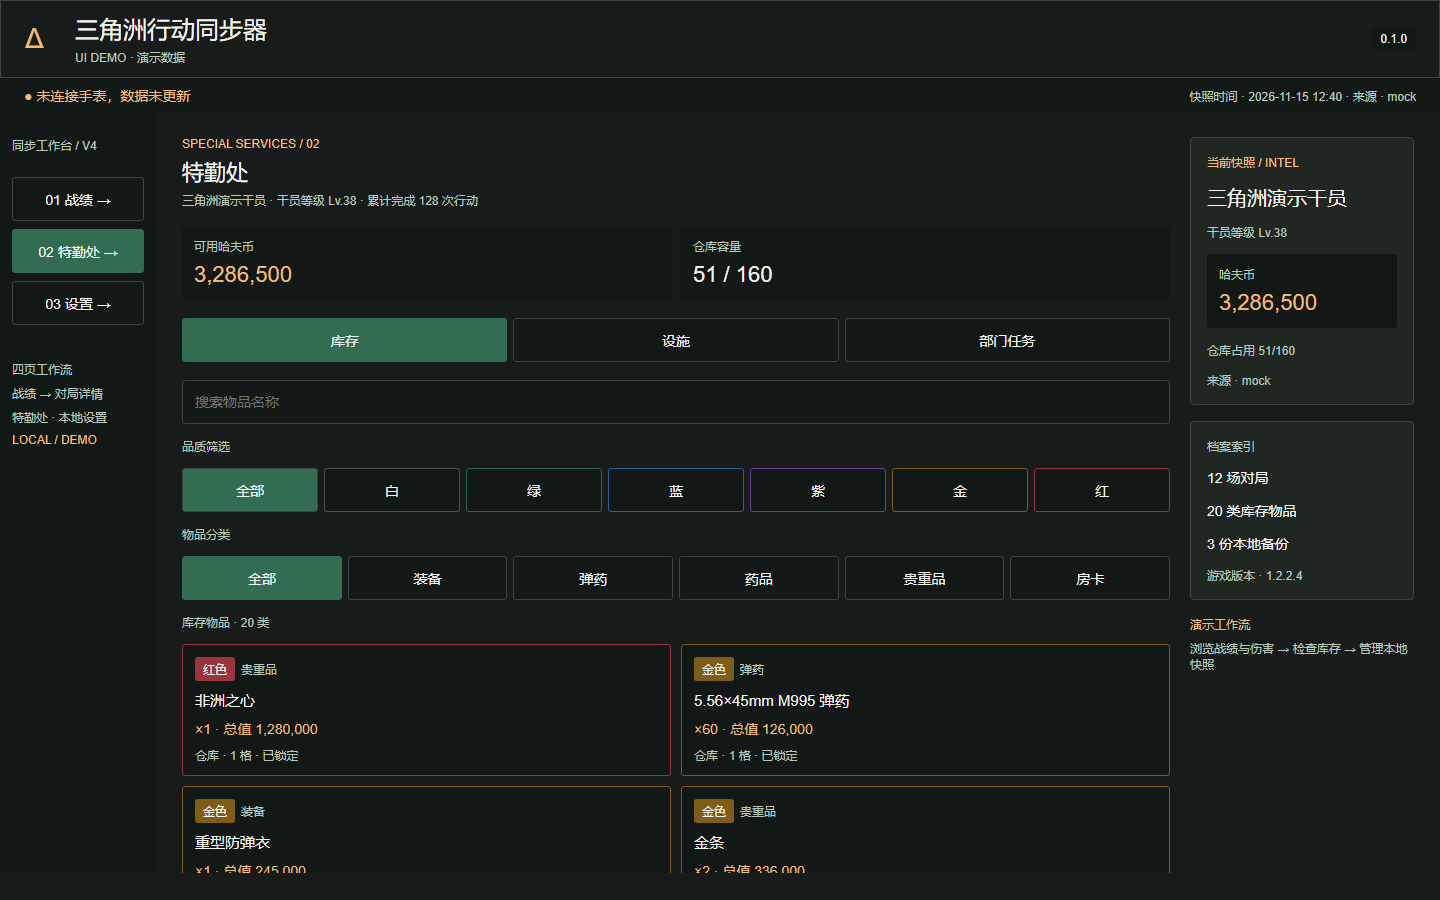 Δ
三角洲行动同步器
UI DEMO · 演示数据
0.1.0
● 未连接手表，数据未更新
快照时间 · 2026-11-15 12:40 · 来源 · mock
同步工作台 / V4
01 战绩 →
02 特勤处 →
03 设置 →
四页工作流
战绩 → 对局详情
特勤处 · 本地设置
LOCAL / DEMO
SPECIAL SERVICES / 02
特勤处
三角洲演示干员 · 干员等级 Lv.38 · 累计完成 128 次行动
可用哈夫币
3,286,500
仓库容量
51 / 160
库存
设施
部门任务
搜索物品名称
品质筛选
全部
白
绿
蓝
紫
金
红
物品分类
全部
装备
弹药
药品
贵重品
房卡
库存物品 · 20 类
红色 贵重品
非洲之心
×1 · 总值 1,280,000
仓库 · 1 格 · 已锁定
金色 弹药
5.56×45mm M995 弹药
×60 · 总值 126,000
仓库 · 1 格 · 已锁定
金色 装备
重型防弹衣
×1 · 总值 245,000
金色 贵重品
金条
×2 · 总值 336,000
当前快照 / INTEL
三角洲演示干员
干员等级 Lv.38
哈夫币
3,286,500
仓库占用 51/160
来源 · mock
档案索引
12 场对局
20 类库存物品
3 份本地备份
游戏版本 · 1.2.2.4
演示工作流
浏览战绩与伤害 → 检查库存 → 管理本地
快照